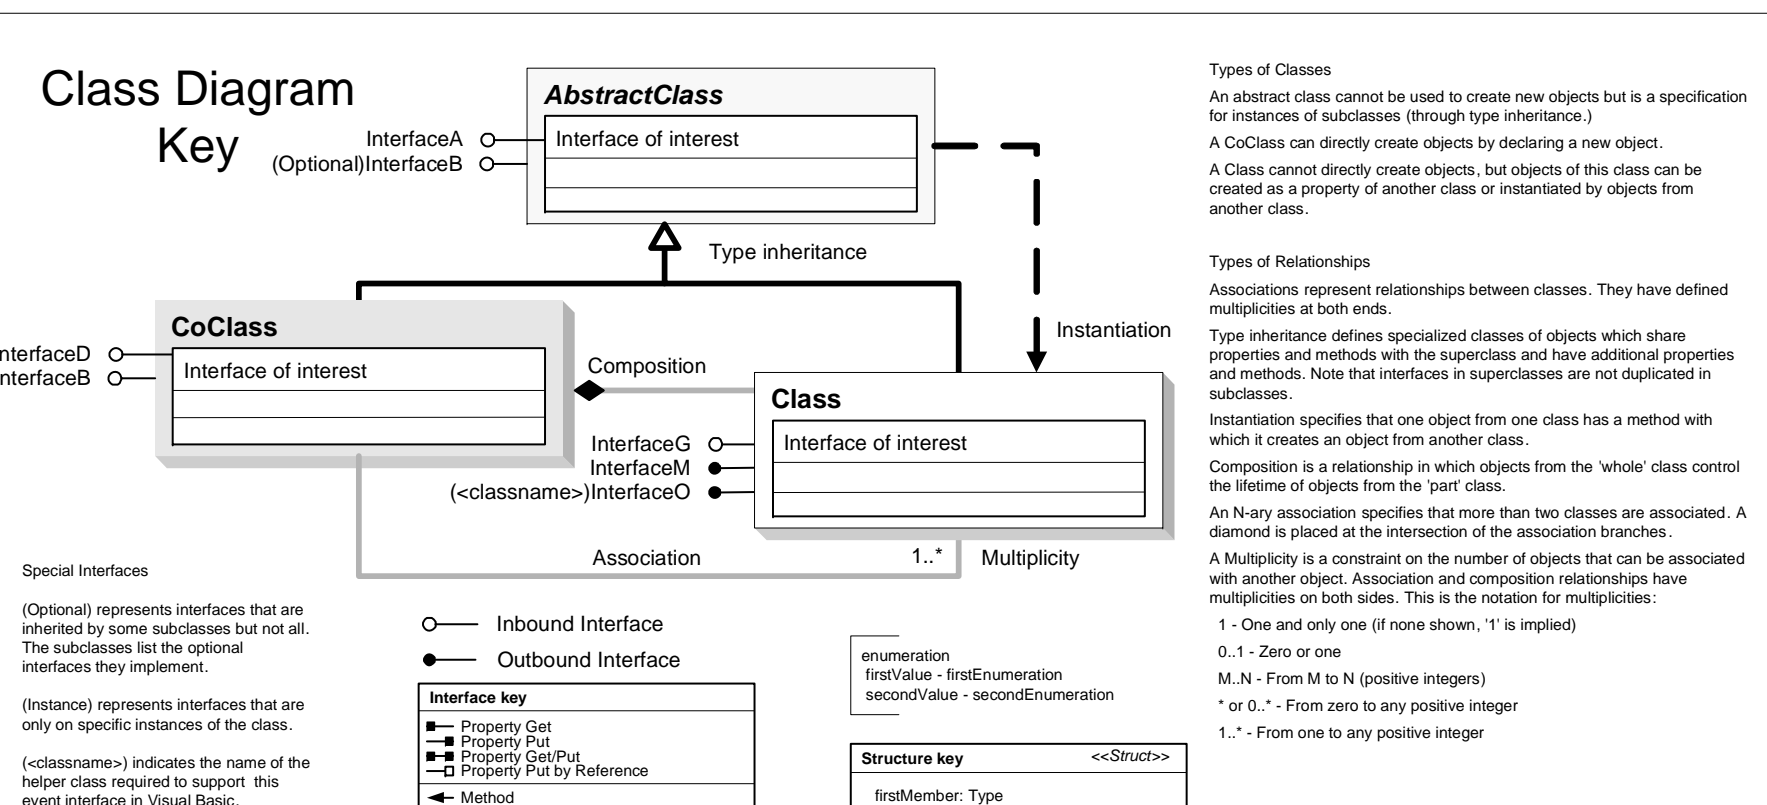 Class Diagram
Key
AbstractClass
Interface of interest
InterfaceA
(Optional)InterfaceB
Type inheritance
Instantiation
CoClass
Interface of interest
nterfaceD
nterfaceB
Composition
Class
Interface of interest
InterfaceG
InterfaceM
(<classname>)InterfaceO
Association
1..*
Multiplicity
Special Interfaces
(Optional) represents interfaces that are
inherited by some subclasses but not all.
The subclasses list the optional
interfaces they implement.
(Instance) represents interfaces that are
only on specific instances of the class.
(<classname>) indicates the name of the
helper class required to support this
event interface in Visual Basic.
Inbound Interface
Outbound Interface
Interface key
Property Get
Property Put
Property Get/Put
Property Put by Reference
Method
enumeration
firstValue - firstEnumeration
secondValue - secondEnumeration
Structure key
<<Struct>>
firstMember: Type
Types of Classes
An abstract class cannot be used to create new objects but is a specification
for instances of subclasses (through type inheritance.)
A CoClass can directly create objects by declaring a new object.
A Class cannot directly create objects, but objects of this class can be
created as a property of another class or instantiated by objects from
another class.
Types of Relationships
Associations represent relationships between classes. They have defined
multiplicities at both ends.
Type inheritance defines specialized classes of objects which share
properties and methods with the superclass and have additional properties
and methods. Note that interfaces in superclasses are not duplicated in
subclasses.
Instantiation specifies that one object from one class has a method with
which it creates an object from another class.
Composition is a relationship in which objects from the 'whole' class control
the lifetime of objects from the 'part' class.
An N-ary association specifies that more than two classes are associated. A
diamond is placed at the intersection of the association branches.
A Multiplicity is a constraint on the number of objects that can be associated
with another object. Association and composition relationships have
multiplicities on both sides. This is the notation for multiplicities:
1 - One and only one (if none shown, '1' is implied)
0..1 - Zero or one
M..N - From M to N (positive integers)
* or 0..* - From zero to any positive integer
1..* - From one to any positive integer